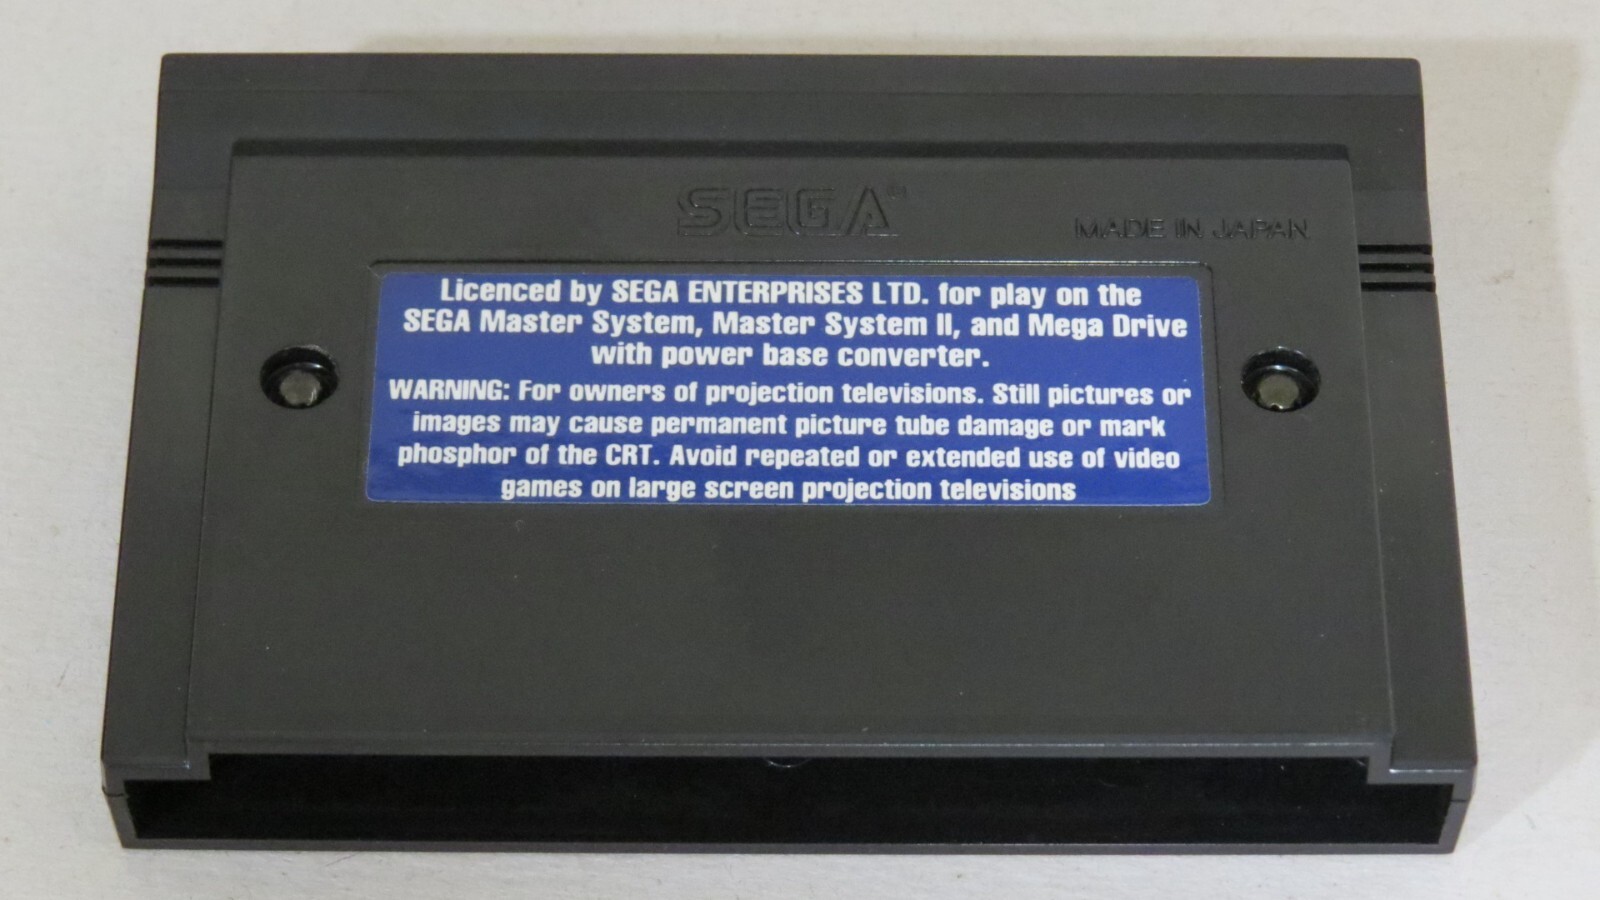 SEGA®
MADE IN JAPAN
Licenced by SEGA ENTERPRISES LTD. for play on the
SEGA Master System, Master System II, and Mega Drive
with power base converter.
WARNING: For owners of projection televisions. Still pictures or
images may cause permanent picture tube damage or mark
phosphor of the CRT. Avoid repeated or extended use of video
games on large screen projection televisions